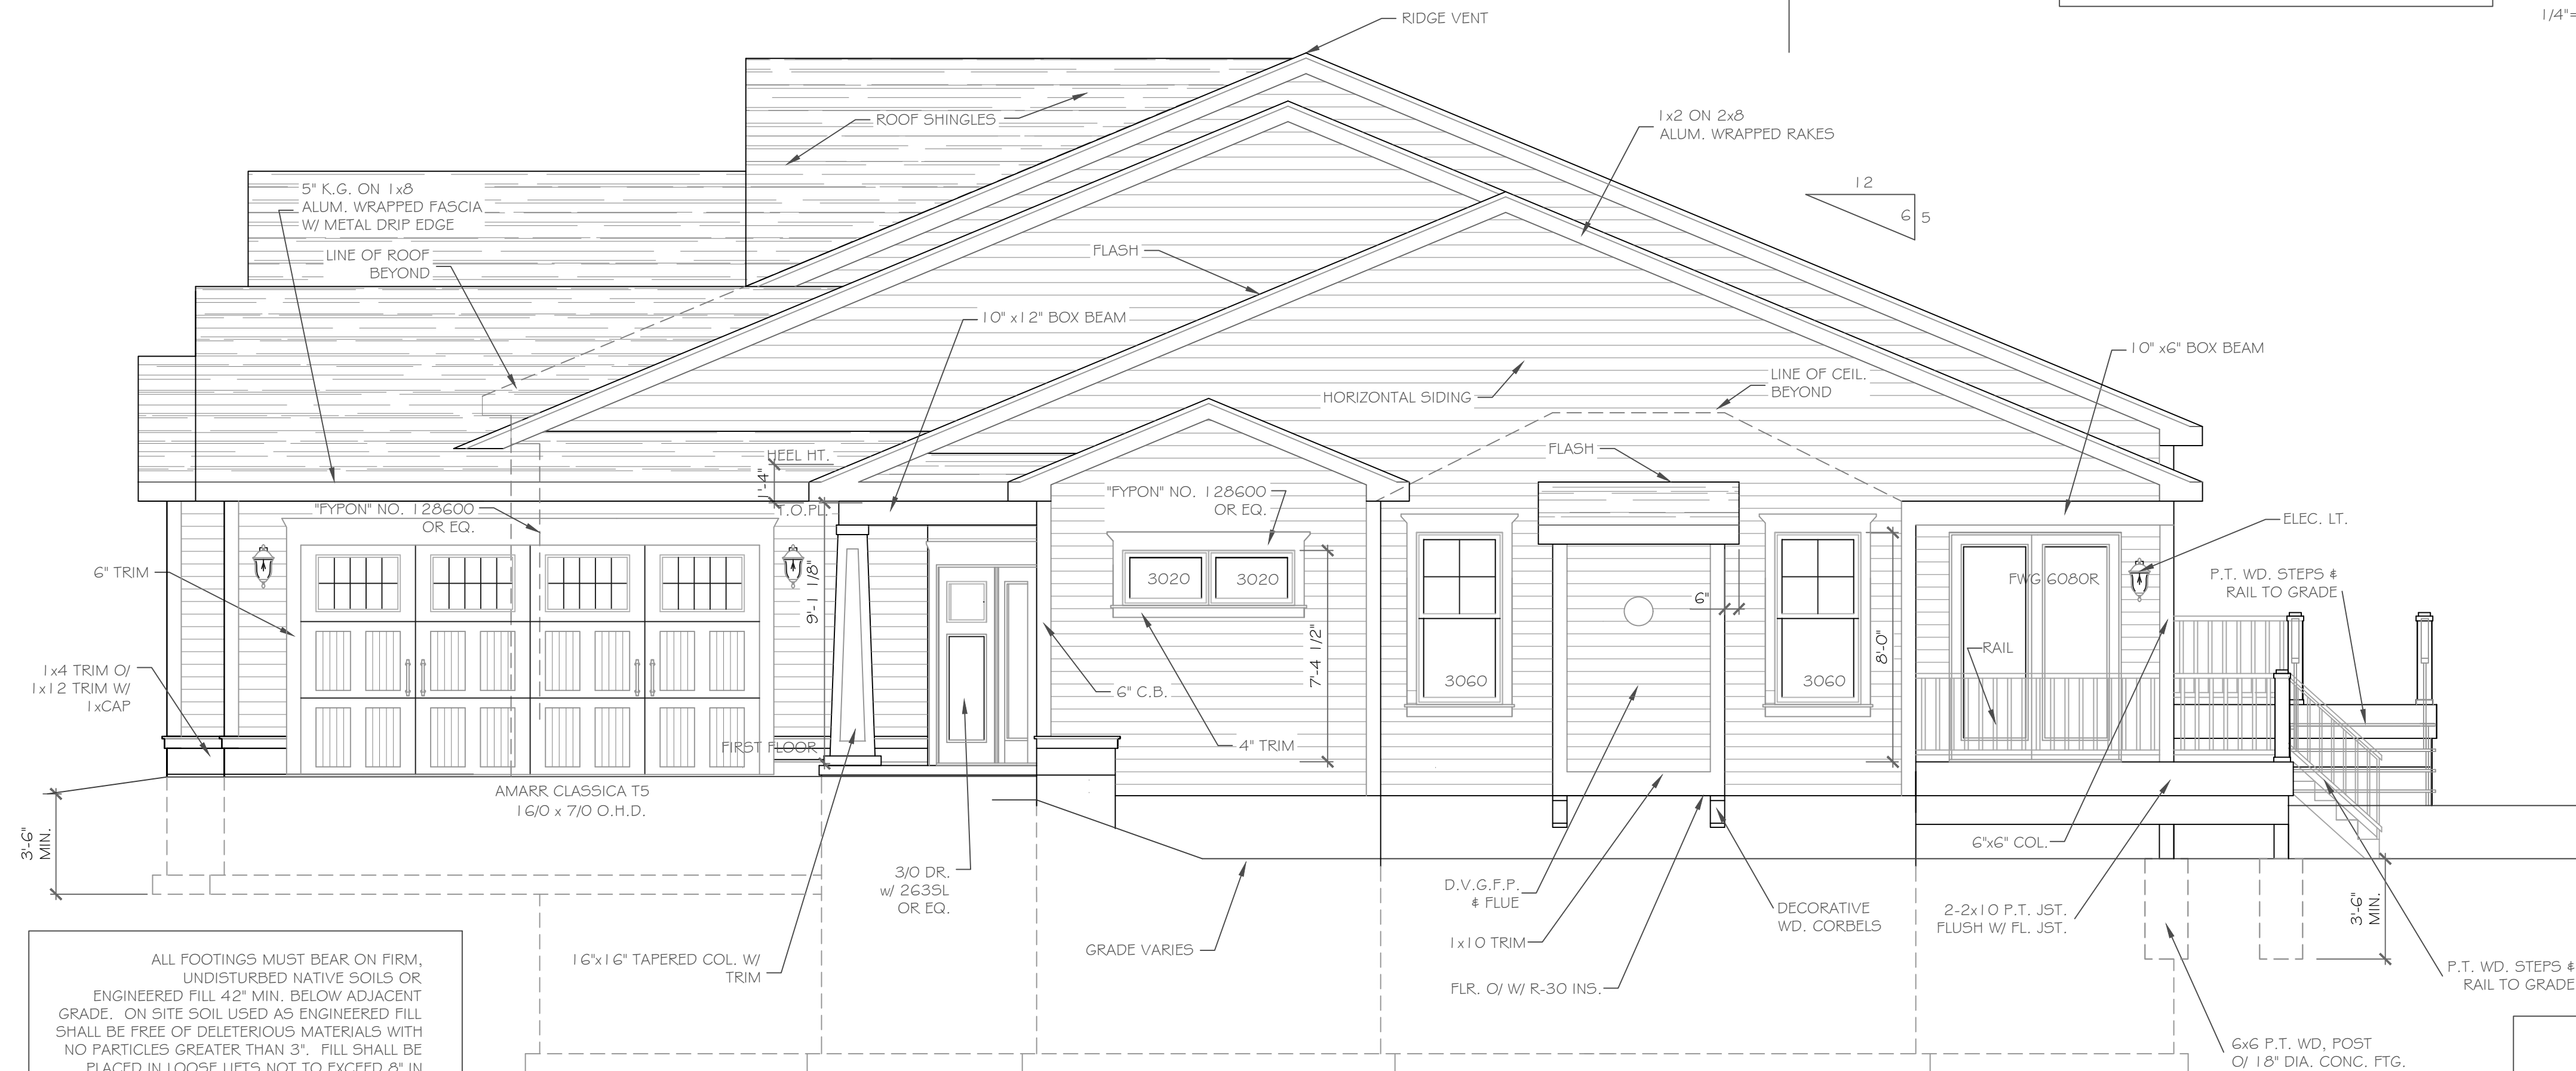 1/4"=
RIDGE VENT
ROOF SHINGLES
1x2 ON 2x8
ALUM. WRAPPED RAKES
12
6 5
5" K.G. ON 1x8
ALUM. WRAPPED FASCIA
W/ METAL DRIP EDGE
LINE OF ROOF
BEYOND
FLASH
10" x12" BOX BEAM
10" x6" BOX BEAM
LINE OF CEIL.
BEYOND
HORIZONTAL SIDING
HEEL HT.
1'-4"
FLASH
"FYPON" NO. 128600
OR EQ.
T.O.PL.
"FYPON" NO. 128600
OR EQ.
ELEC. LT.
6" TRIM
9'-1 1/8"
3020
3020
6"
FWG 6080R
P.T. WD. STEPS &
RAIL TO GRADE
7'-4 1/2"
8'-0"
RAIL
1x4 TRIM O/
1x12 TRIM W/
1xCAP
3060
3060
6" C.B.
FIRST FLOOR
4" TRIM
AMARR CLASSICA T5
16/0 x 7/0 O.H.D.
3'-6"
MIN.
6"x6" COL.
3/0 DR.
w/ 263SL
OR EQ.
D.V.G.F.P.
& FLUE
DECORATIVE
WD. CORBELS
2-2x10 P.T. JST.
FLUSH W/ FL. JST.
3'-6"
MIN.
1x10 TRIM
GRADE VARIES
16"x16" TAPERED COL. W/
TRIM
FLR. O/ W/ R-30 INS.
P.T. WD. STEPS &
RAIL TO GRADE
6x6 P.T. WD, POST
O/ 18" DIA. CONC. FTG.
ALL FOOTINGS MUST BEAR ON FIRM,
UNDISTURBED NATIVE SOILS OR
ENGINEERED FILL 42" MIN. BELOW ADJACENT
GRADE. ON SITE SOIL USED AS ENGINEERED FILL
SHALL BE FREE OF DELETERIOUS MATERIALS WITH
NO PARTICLES GREATER THAN 3". FILL SHALL BE
PLACED IN LOOSE LIFTS NOT TO EXCEED 8" IN